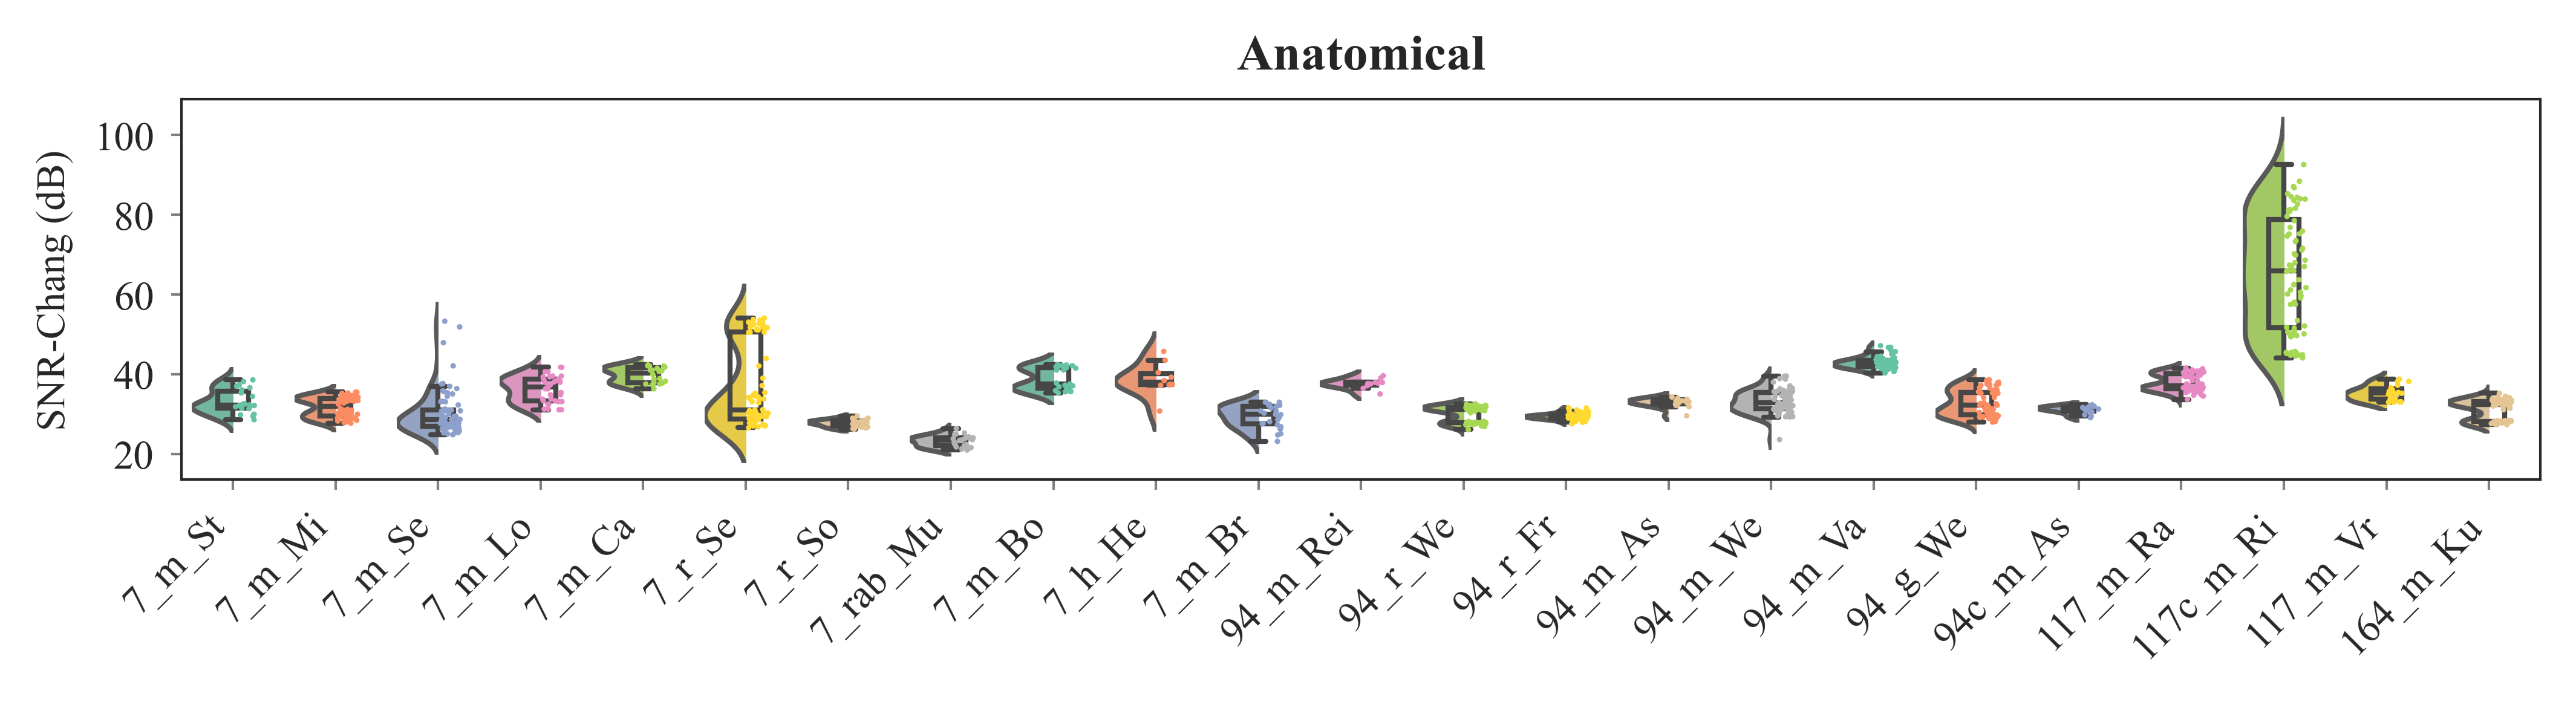 Anatomical
SNR-Chang (dB)
100
80
60
40
20
7_m_St
7_m_Mi
7_m_Se
7_m_Lo
7_m_Ca
7_r_Se
7_r_So
7_rab_Mu
7_m_Bo
7_h_He
7_m_Br
94_m_Rei
94_r_We
94_r_Fr
94_m_As
94_m_We
94_m_Va
94_g_We
94c_m_As
117_m_Ra
117c_m_Ri
117_m_Vr
164_m_Ku